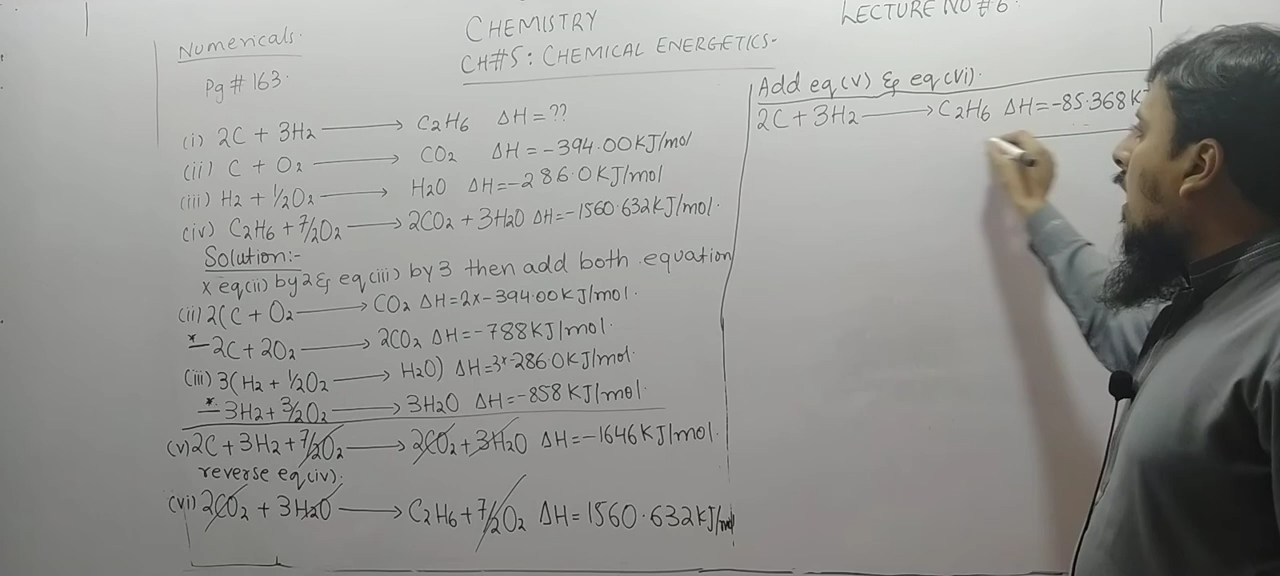 CHEMISTRY
LECTURE NO #6.
CH#5: CHEMICAL ENERGETICS.
Numericals.
Pg # 163.
(i) 2C + 3H2 ⟶ C2H6 ΔH = ??
(ii) C + O2 ⟶ CO2 ΔH = -394.00KJ/mol
(iii) H2 + 1/2O2 ⟶ H2O ΔH=-286.0KJ/mol
(iv) C2H6 + 7/2O2 ⟶ 2CO2 + 3H2O ΔH=-1560.632KJ/mol.
Solution:-
x eq(ii) by 2 & eq(iii) by 3 then add both equation
(ii) 2(C + O2 ⟶ CO2 ΔH=2x-394.00KJ/mol.
* 2C + 2O2 ⟶ 2CO2 ΔH=-788KJ/mol.
(iii) 3(H2 + 1/2O2 ⟶ H2O) ΔH=3x-286.0KJ/mol.
* 3H2 + 3/2O2 ⟶ 3H2O ΔH=-858KJ/mol.
(v) 2C + 3H2 + 7/2O2 ⟶ 2CO2 + 3H2O ΔH=-1646KJ/mol.
reverse eq(iv).
(vi) 2CO2 + 3H2O ⟶ C2H6 + 7/2O2 ΔH=1560.632KJ/mol
Add eq(v) & eq(vi).
2C + 3H2 ⟶ C2H6 ΔH=-85.368K